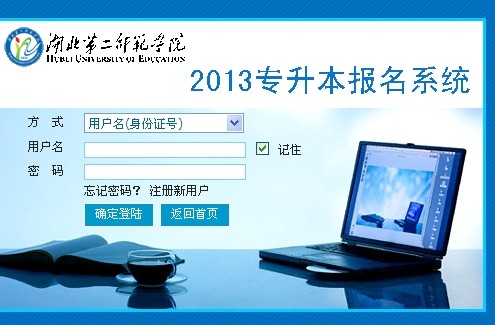 湖北第二师范学院
HUBEI UNIVERSITY OF EDUCATION
2013专升本报名系统
方 式 用户名(身份证号)
用户名 记住
密 码
忘记密码？ 注册新用户
确定登陆 返回首页